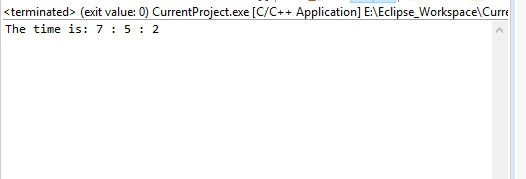 <terminated> (exit value: 0) CurrentProject.exe [C/C++ Application] E:\Eclipse_Workspace\Curre
The time is: 7 : 5 : 2